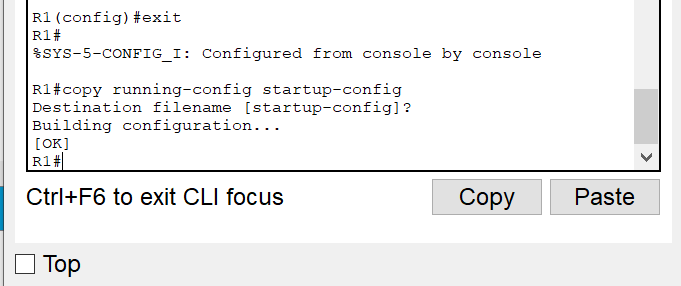 R1(config)#exit
R1#
%SYS-5-CONFIG_I: Configured from console by console
R1#copy running-config startup-config
Destination filename [startup-config]?
Building configuration...
[OK]
R1#
Ctrl+F6 to exit CLI focus
Copy
Paste
Top